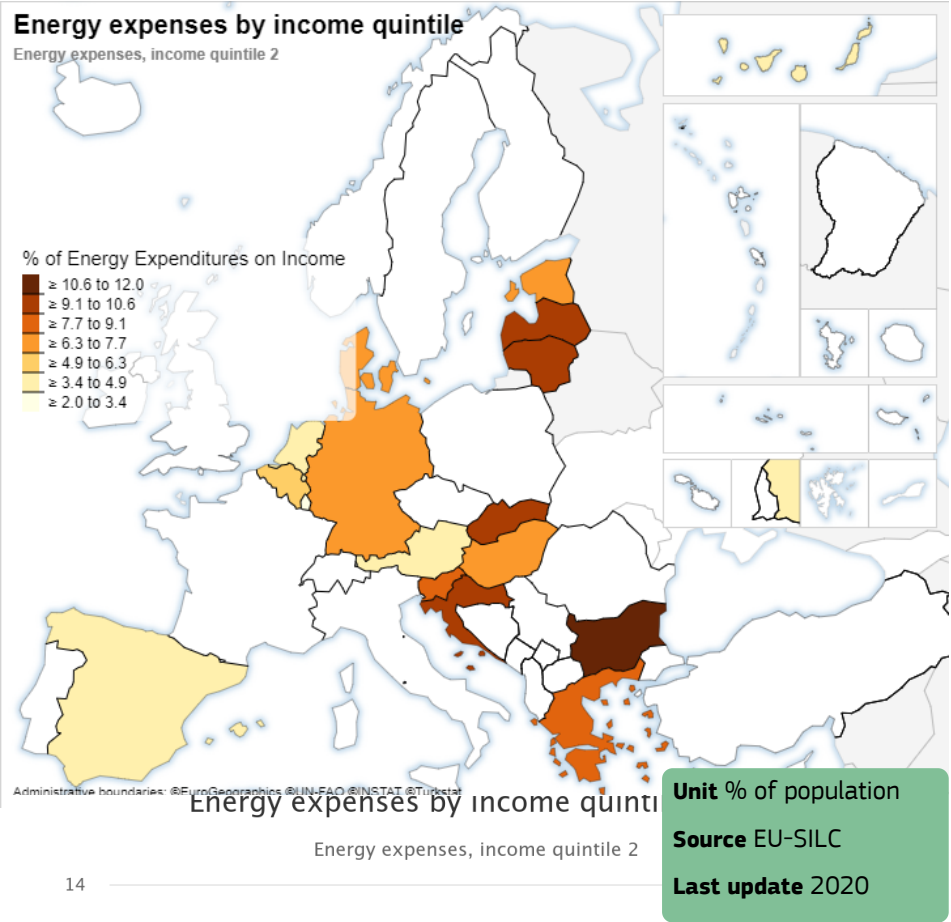 Energy expenses by income quintile
Energy expenses, income quintile 2
% of Energy Expenditures on Income
≥ 10.6 to 12.0
≥ 9.1 to 10.6
≥ 7.7 to 9.1
≥ 6.3 to 7.7
≥ 4.9 to 6.3
≥ 3.4 to 4.9
≥ 2.0 to 3.4
Administrative boundaries: ©EuroGeographics ©UN-FAO ©INSTAT ©Turkstat
Energy expenses by income quinti
Energy expenses, income quintile 2
14
Unit % of population
Source EU-SILC
Last update 2020